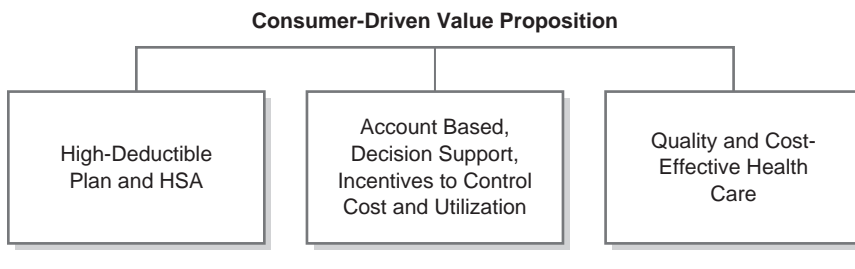 Consumer-Driven Value Proposition
High-Deductible
Plan and HSA
Account Based,
Decision Support,
Incentives to Control
Cost and Utilization
Quality and Cost-
Effective Health
Care